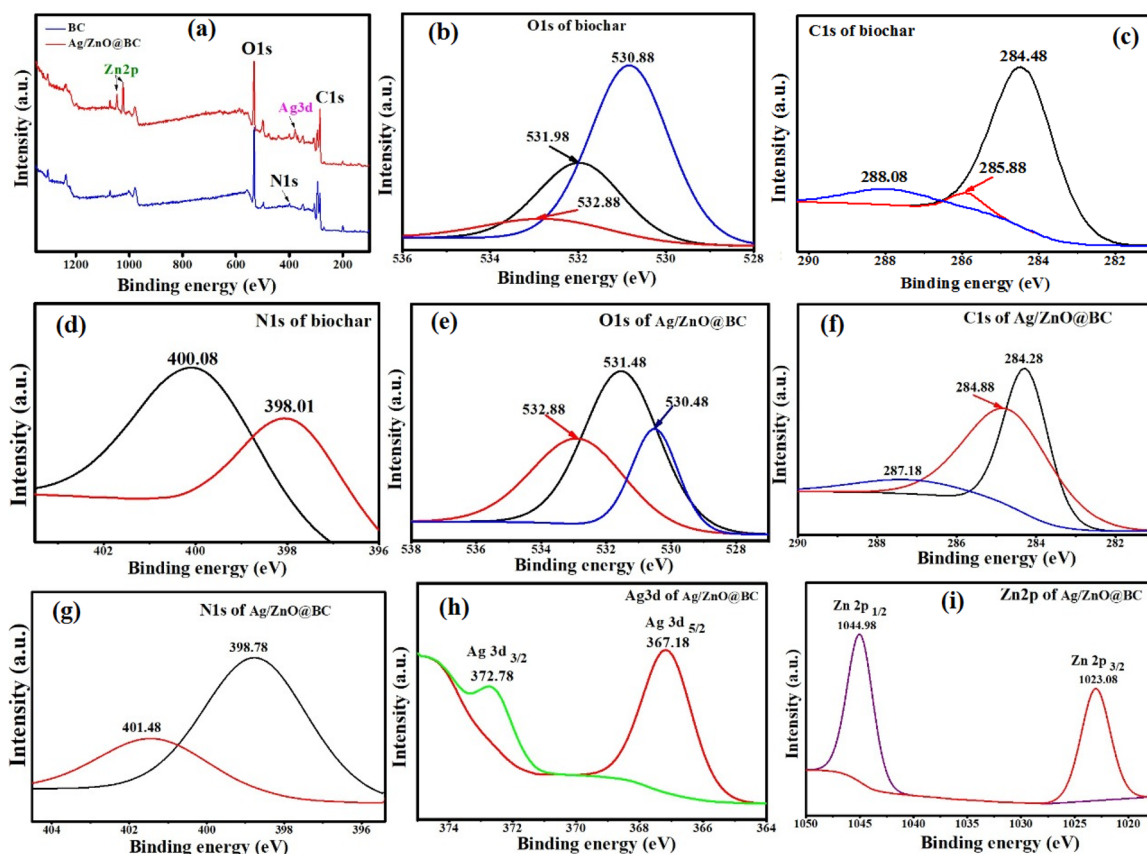 (a)
BC
Ag/ZnO@BC
Zn2p
O1s
Ag3d
C1s
N1s
Intensity (a.u.)
1200 1000 800 600 400 200
Binding energy (eV)
(b)
O1s of biochar
530.88
531.98
532.88
Intensity (a.u.)
536 534 532 530 528
Binding energy (eV)
C1s of biochar
(c)
284.48
285.88
288.08
Intensity (a.u.)
290 288 286 284 282
Binding energy (eV)
(d)
N1s of biochar
400.08
398.01
Intensity (a.u.)
402 400 398 396
Binding energy (eV)
(e)
O1s of Ag/ZnO@BC
531.48
532.88
530.48
Intensity (a.u.)
538 534 532 530 528
Binding energy (eV)
(f)
C1s of Ag/ZnO@BC
284.28
284.88
287.18
Intensity (a.u.)
290 288 286 284 282
Binding energy (eV)
(g)
N1s of Ag/ZnO@BC
398.78
401.48
Intensity (a.u.)
404 402 400 398 396
Binding energy (eV)
(h)
Ag3d of Ag/ZnO@BC
Ag 3d 5/2
367.18
Ag 3d 3/2
372.78
Intensity (a.u.)
374 372 370 368 366 364
Binding energy (eV)
Zn2p of Ag/ZnO@BC
(i)
Zn 2p 1/2
1044.98
Zn 2p 3/2
1023.08
Intensity (a.u.)
1050 1045 1040 1035 1030 1025 1020
Binding energy (eV)